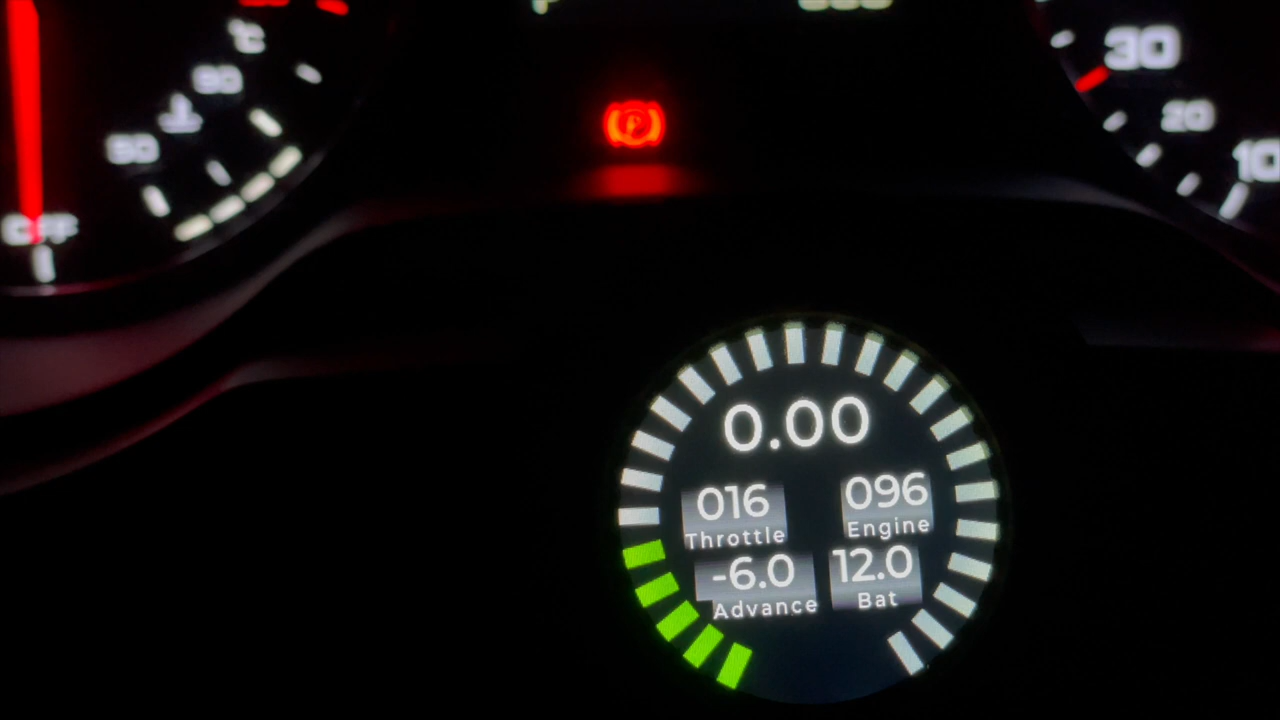 °C
90
50
OFF
30
20
10
P
0.00
016
Throttle
096
Engine
-6.0
Advance
12.0
Bat